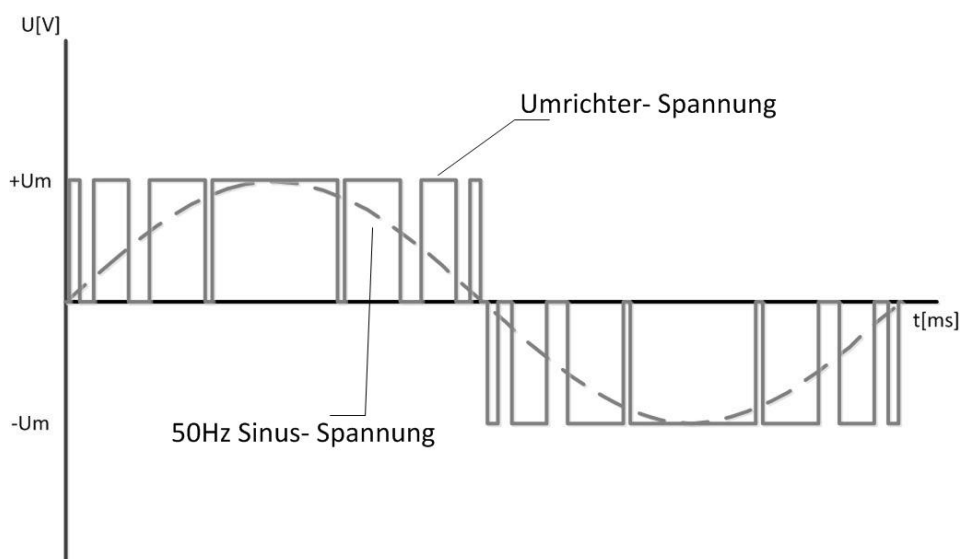 U[V]
Umrichter- Spannung
+Um
t[ms]
-Um
50Hz Sinus- Spannung